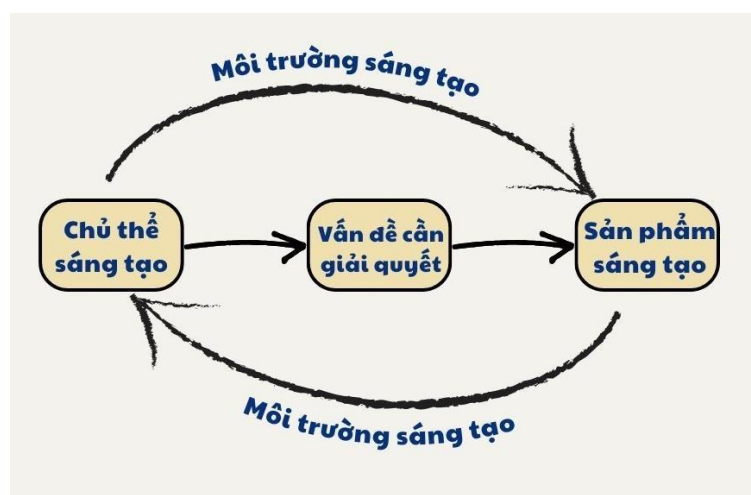 Môi trường sáng tạo
Chủ thể
sáng tạo
Vấn dề cần
giải quyết
Sản phẩm
sáng tạo
Môi trường sáng tạo